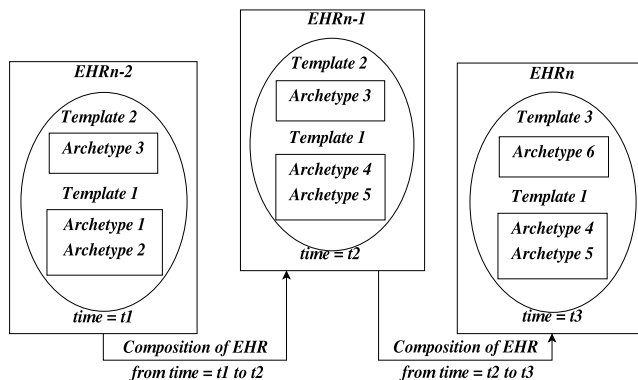 EHRn-2
Template 2
Archetype 3
Template 1
Archetype 1
Archetype 2
time = t1
EHRn-1
Template 2
Archetype 3
Template 1
Archetype 4
Archetype 5
time = t2
EHRn
Template 3
Archetype 6
Template 1
Archetype 4
Archetype 5
time = t3
Composition of EHR
from time = t1 to t2
Composition of EHR
from time = t2 to t3